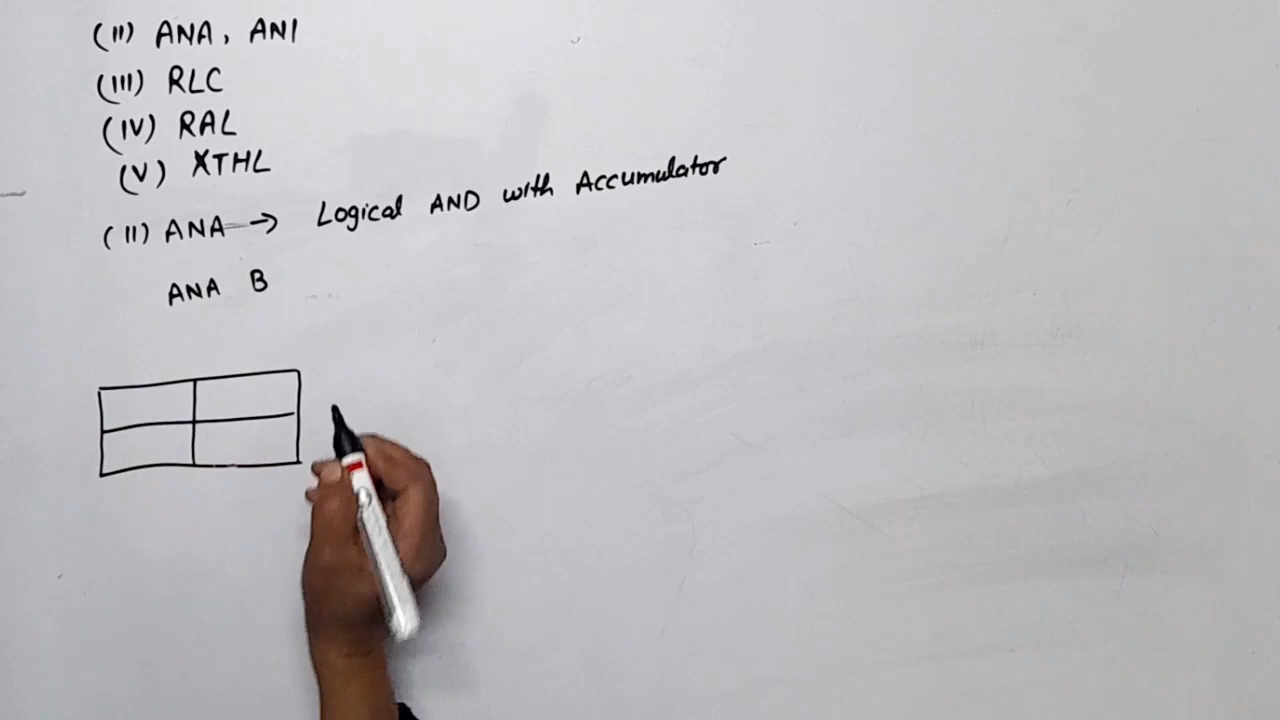 (II) ANA, ANI
(III) RLC
(IV) RAL
(V) XTHL
(II) ANA → Logical AND with Accumulator
ANA B